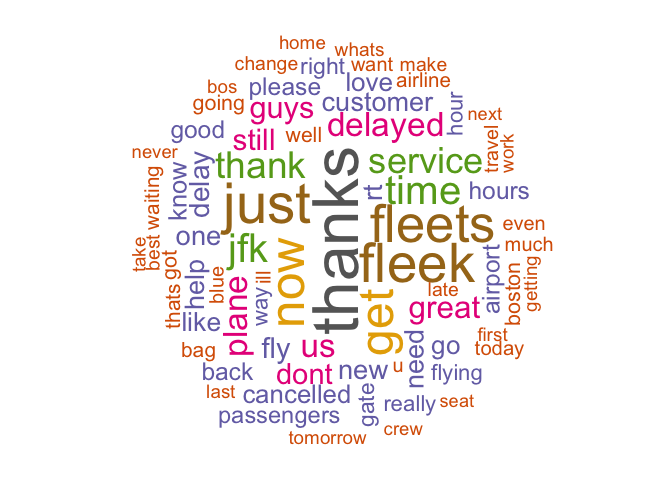 home
whats
change
right
want
make
bos
please
love
airline
going
guys
customer
hour
next
good
still
well
delayed
travel
work
never
know
delay
thank
thanks
rt
service
time
hours
waiting
best
take
one
just
fleets
even
much
jfk
now
fleek
airport
boston
getting
got
thats
help
blue
way
ill
get
late
great
like
plane
first
today
bag
fly
us
need
go
back
dont
new
u
flying
last
cancelled
gate
really
seat
passengers
crew
tomorrow